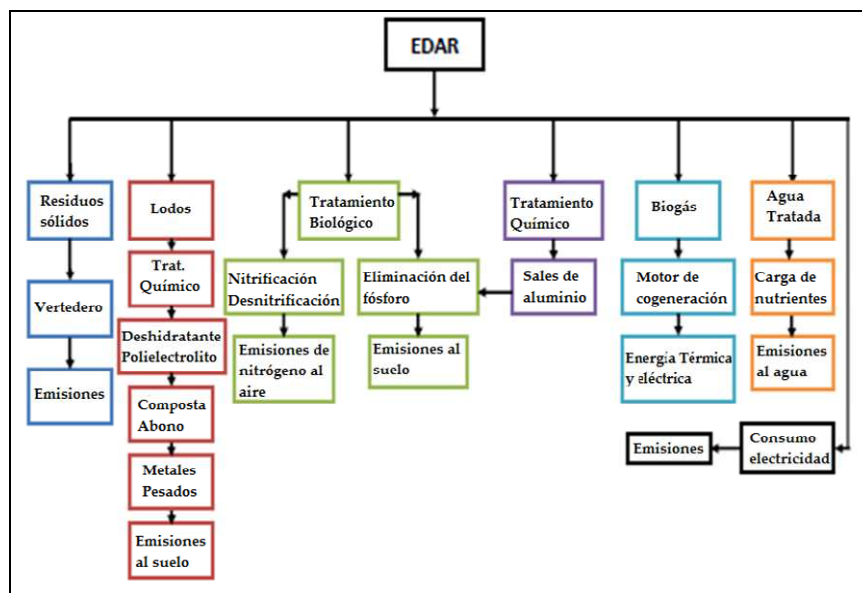 EDAR
Residuos
sólidos
Vertedero
Emisiones
Lodos
Trat.
Químico
Deshidratante
Polielectrolito
Composta
Abono
Metales
Pesados
Emisiones
al suelo
Tratamiento
Biológico
Nitrificación
Desnitrificación
Emisiones de
nitrógeno al
aire
Eliminación del
fósforo
Emisiones al
suelo
Tratamiento
Químico
Sales de
aluminio
Biogás
Motor de
cogeneración
Energía Térmica
y eléctrica
Agua
Tratada
Carga de
nutrientes
Emisiones
al agua
Consumo
electricidad
Emisiones